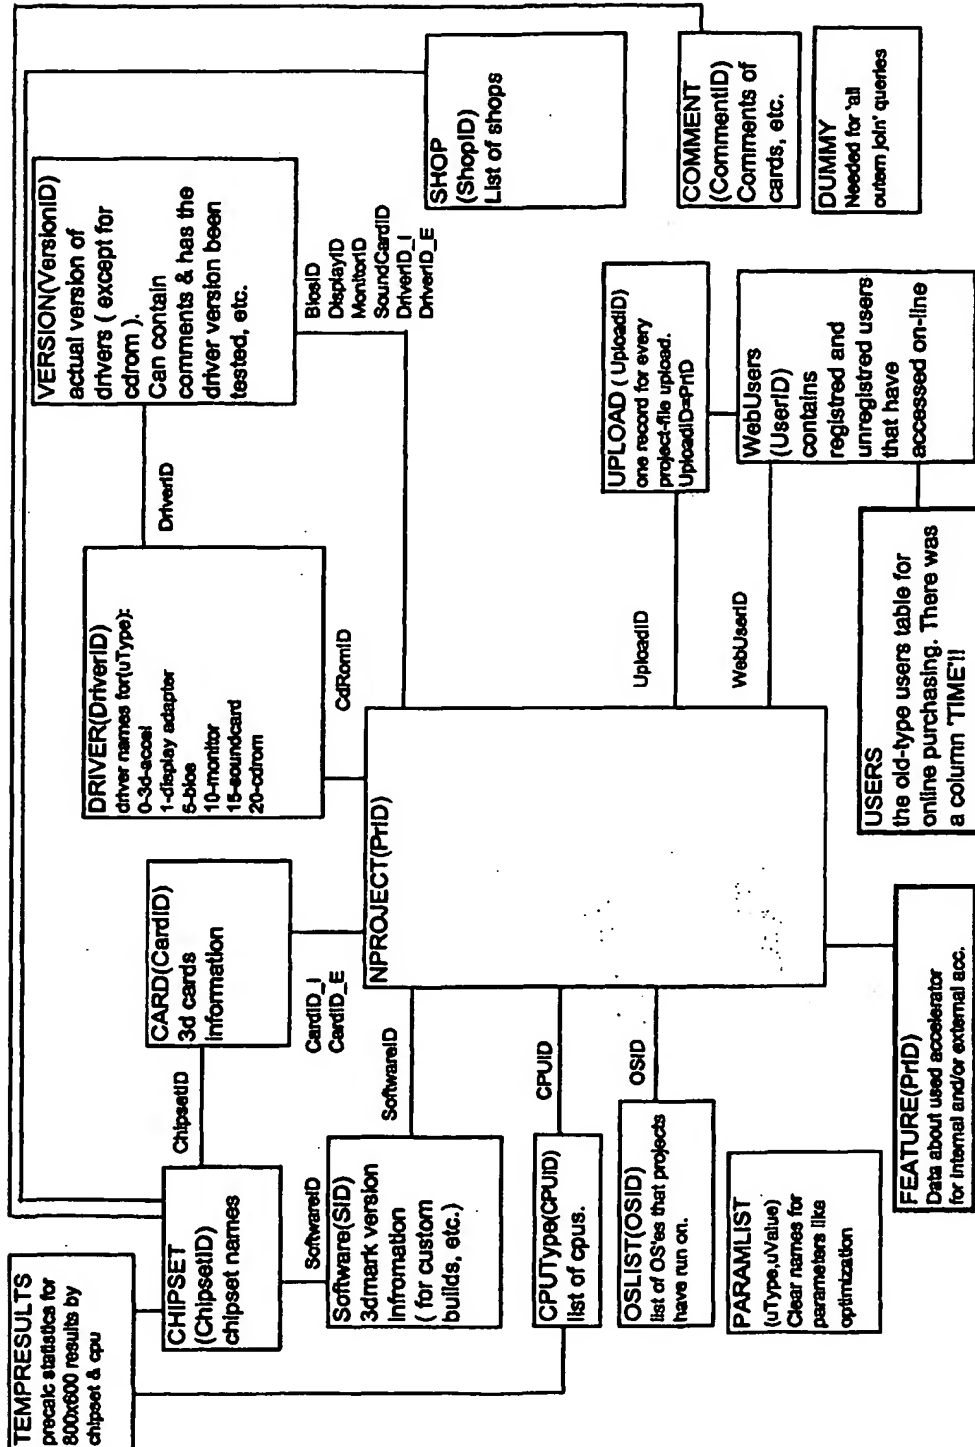 TEMPRESULTS
precalc statistics for
800x600 results by
chipset & cpu
CHIPSET
(ChipsetID)
chipset names
ChipsetID
CARD(CardID)
3d cards
information
CardID_I
CardID_E
DRIVER(DriverID)
driver names for(uType):
0-3d-accel
1-display adapter
5-bios
10-monitor
15-soundcard
20-cdrom
DriverID
CdRomID
VERSION(VersionID)
actual version of
drivers ( except for
cdrom ).
Can contain
comments & has the
driver version been
tested, etc.
BiosID
DisplayID
MonitorID
SoundCardID
DriverID_I
DriverID_E
SHOP
(ShopID)
List of shops
SoftwareID
Software(SID)
3dmark version
Infromation
( for custom
builds, etc.)
SoftwareID
CPUType(CPUID)
list of cpus.
CPUID
OSLIST(OSID)
list of OS'es that projects
have run on.
OSID
NPROJECT(PrID)
UploadID
WebUserID
UPLOAD ( UploadID)
one record for every
project-file upload.
UploadID=PrID
COMMENT
(CommentID)
Comments of
cards, etc.
PARAMLIST
(uType,uValue)
Clear names for
parameters like
optimization
WebUsers
(UserID)
contains
registred and
unregistred users
that have
accessed on-line
DUMMY
Needed for 'all
outern join' queries
FEATURE(PrID)
Data about used accelerator
for internal and/or external acc.
USERS
the old-type users table for
online purchasing. There was
a column 'TIME'!!